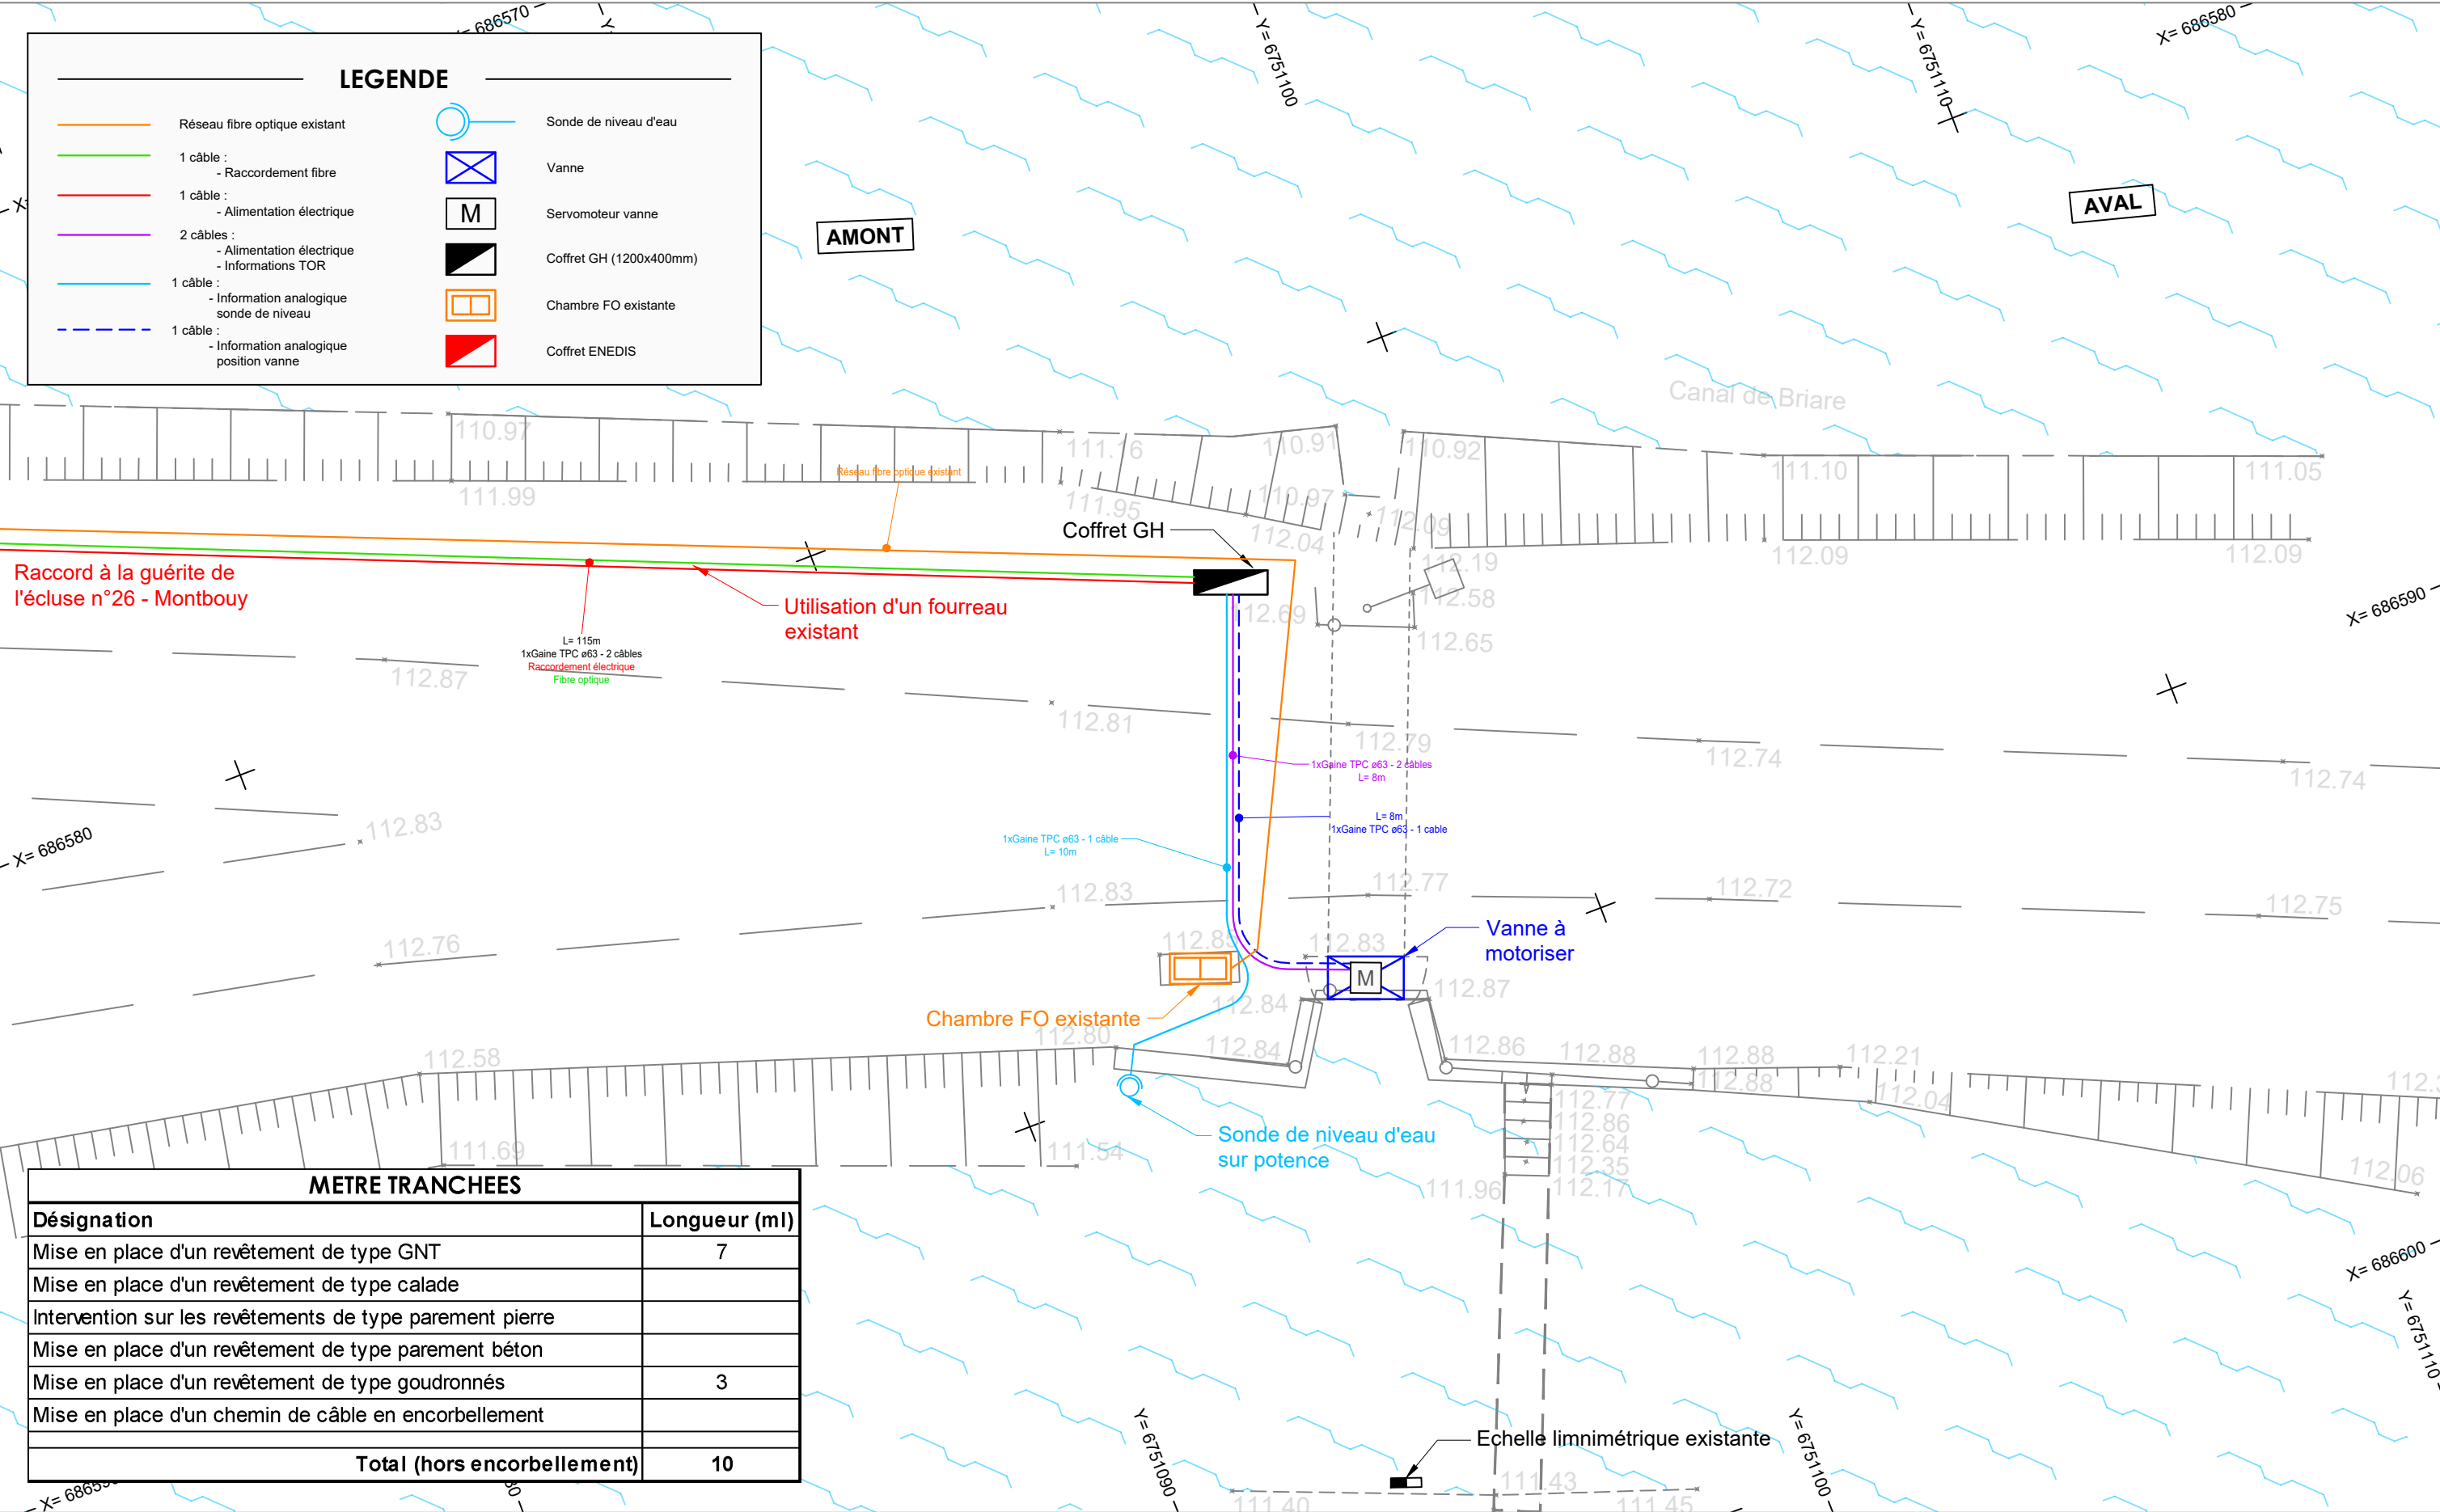 X= 686570
Y= 6751100
Y= 6751110
X= 686580
LEGENDE
Réseau fibre optique existant
1 câble :
- Raccordement fibre
1 câble :
- Alimentation électrique
2 câbles :
- Alimentation électrique
- Informations TOR
1 câble :
- Information analogique
sonde de niveau
1 câble :
- Information analogique
position vanne
Sonde de niveau d'eau
Vanne
M
Servomoteur vanne
Coffret GH (1200x400mm)
Chambre FO existante
Coffret ENEDIS
AMONT
AVAL
Canal de Briare
110.97
111.16
110.91
110.92
111.10
111.05
Réseau fibre optique existant
111.99
111.95
110.97
112.09
112.04
112.19
112.09
112.09
Coffret GH
Raccord à la guérite de
l'écluse n°26 - Montbouy
Utilisation d'un fourreau
existant
112.69
112.58
112.65
X= 686590
L= 115m
1xGaine TPC ø63 - 2 câbles
Raccordement électrique
Fibre optique
112.87
112.81
112.79
112.74
112.74
1xGaine TPC ø63 - 2 câbles
L= 8m
L= 8m
1xGaine TPC ø63 - 1 cable
1xGaine TPC ø63 - 1 câble
L= 10m
X= 686580
112.83
112.83
112.77
112.72
112.75
112.76
112.85
112.83
Vanne à
motoriser
M
112.87
112.84
Chambre FO existante
112.80
112.84
112.86
112.88
112.88
112.21
112.58
112.88
112.04
112.77
112.86
112.64
112.35
112.17
111.96
112.06
Sonde de niveau d'eau
sur potence
111.69
111.54
METRE TRANCHEES
Désignation Longueur (ml)
Mise en place d'un revêtement de type GNT 7
Mise en place d'un revêtement de type calade
Intervention sur les revêtements de type parement pierre
Mise en place d'un revêtement de type parement béton
Mise en place d'un revêtement de type goudronnés 3
Mise en place d'un chemin de câble en encorbellement
Total (hors encorbellement) 10
X= 686600
Y= 6751110
Y= 6751090
Y= 6751100
Echelle limnimétrique existante
111.43
111.40
111.45